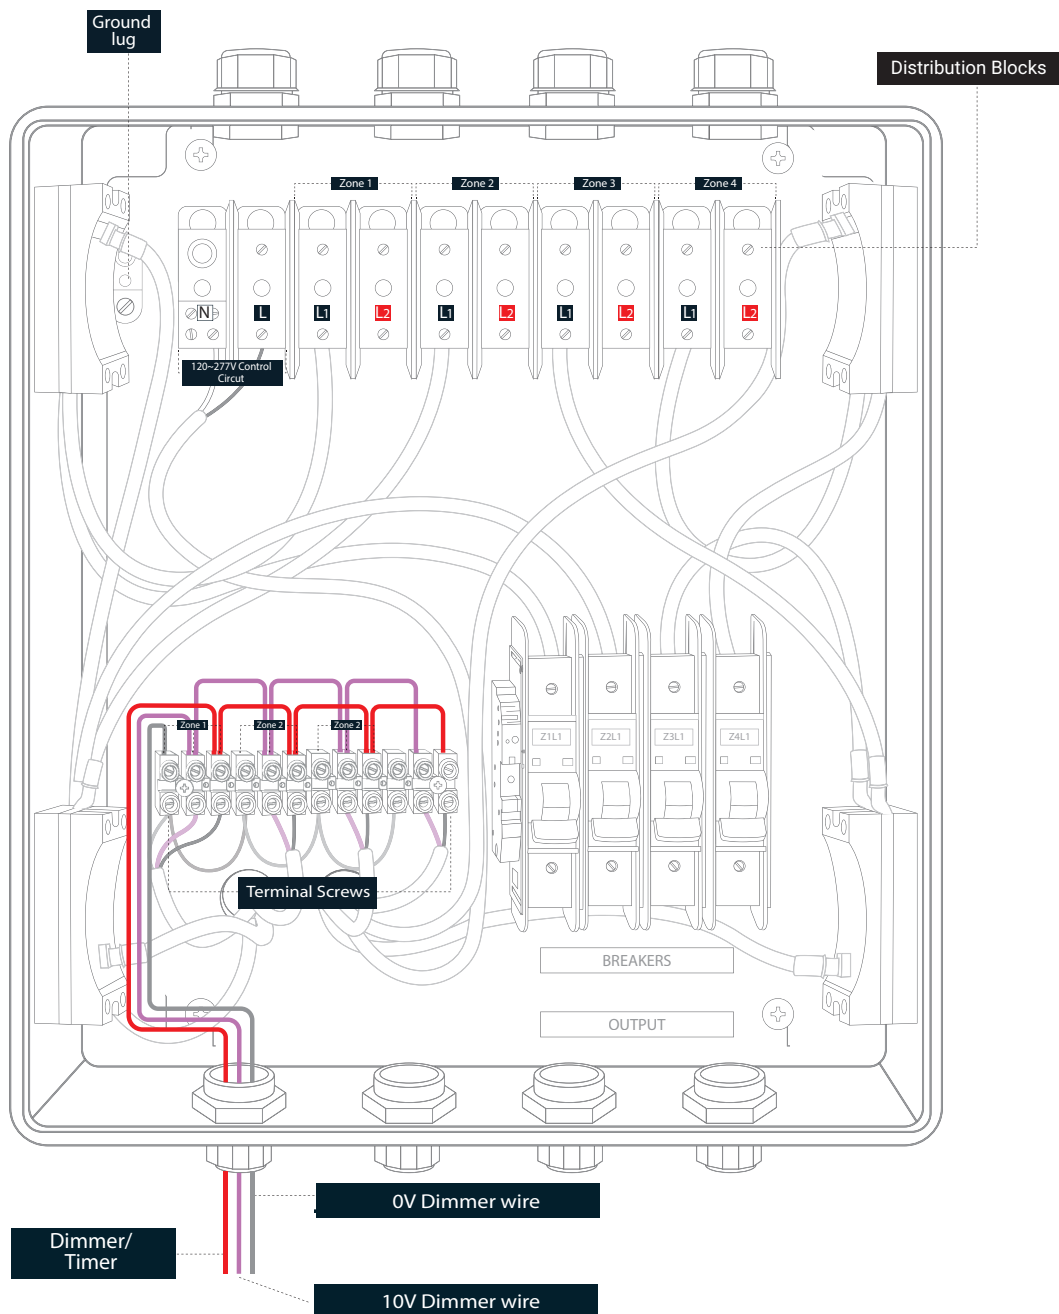 Ground
lug
Distribution Blocks
Zone 1
Zone 2
Zone 3
Zone 4
N
L
L1
L2
L1
L2
L1
L2
L1
L2
120~277V Control
Circut
Zone 1
Zone 2
Zone 2
Z1L1
Z2L1
Z3L1
Z4L1
Terminal Screws
BREAKERS
OUTPUT
0V Dimmer wire
Dimmer/
Timer
10V Dimmer wire